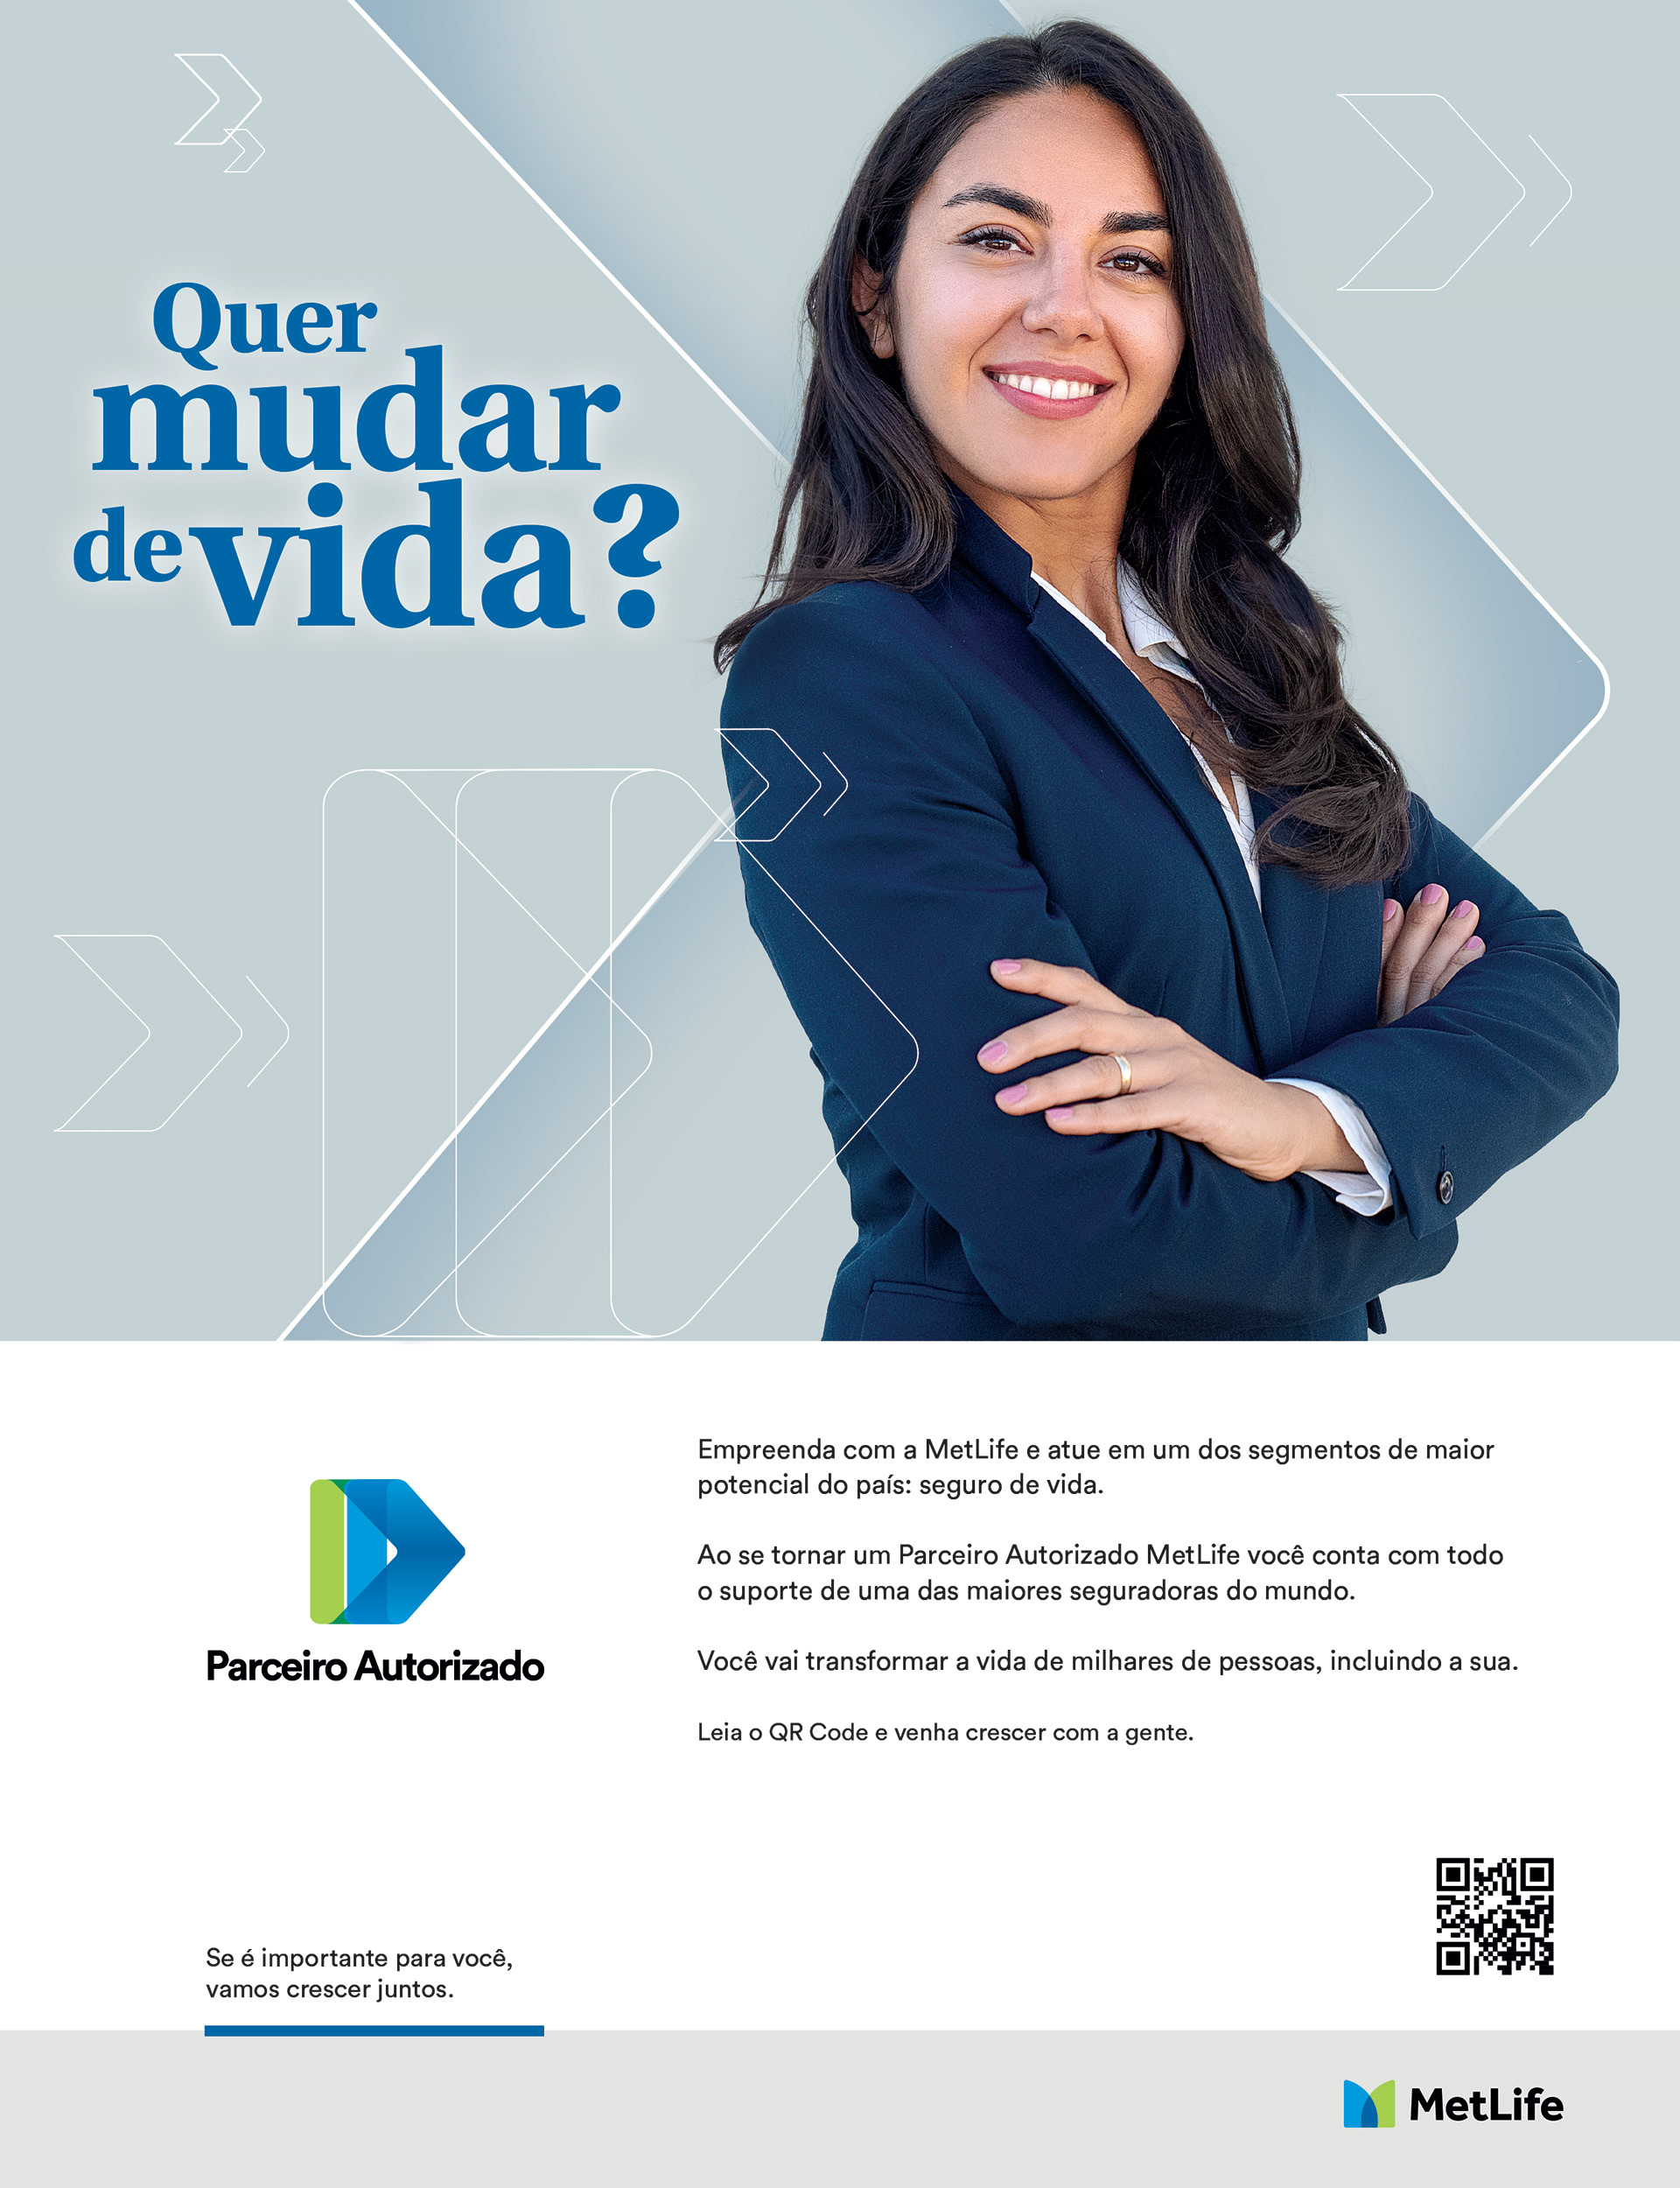 Quer
mudar
de vida?
Empreenda com a MetLife e atue em um dos segmentos de maior
potencial do país: seguro de vida.
Ao se tornar um Parceiro Autorizado MetLife você conta com todo
o suporte de uma das maiores seguradoras do mundo.
Você vai transformar a vida de milhares de pessoas, incluindo a sua.
Leia o QR Code e venha crescer com a gente.
Parceiro Autorizado
Se é importante para você,
vamos crescer juntos.
MetLife